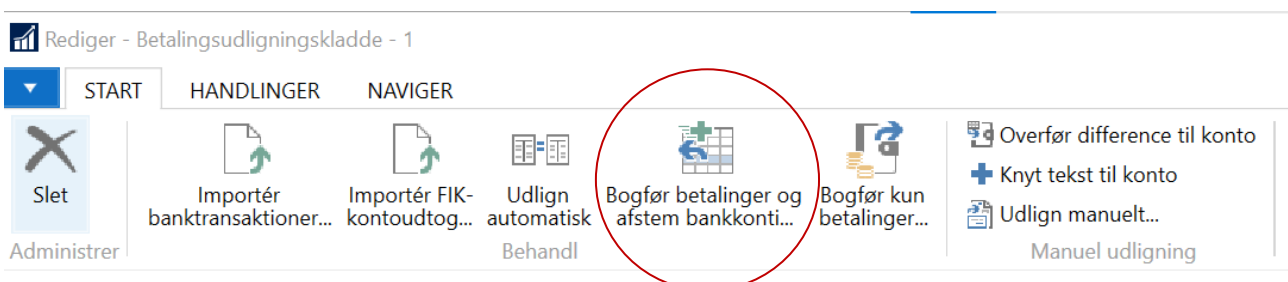 Rediger - Betalingsudligningskladde - 1
START HANDLINGER NAVIGER
Slet
Importér
banktransaktioner...
Importér FIK-
kontoudtog...
Udlign
automatisk
Bogfør betalinger og
afstem bankkonti...
Bogfør kun
betalinger...
Overfør difference til konto
Knyt tekst til konto
Udlign manuelt...
Administrer
Behandl
Manuel udligning